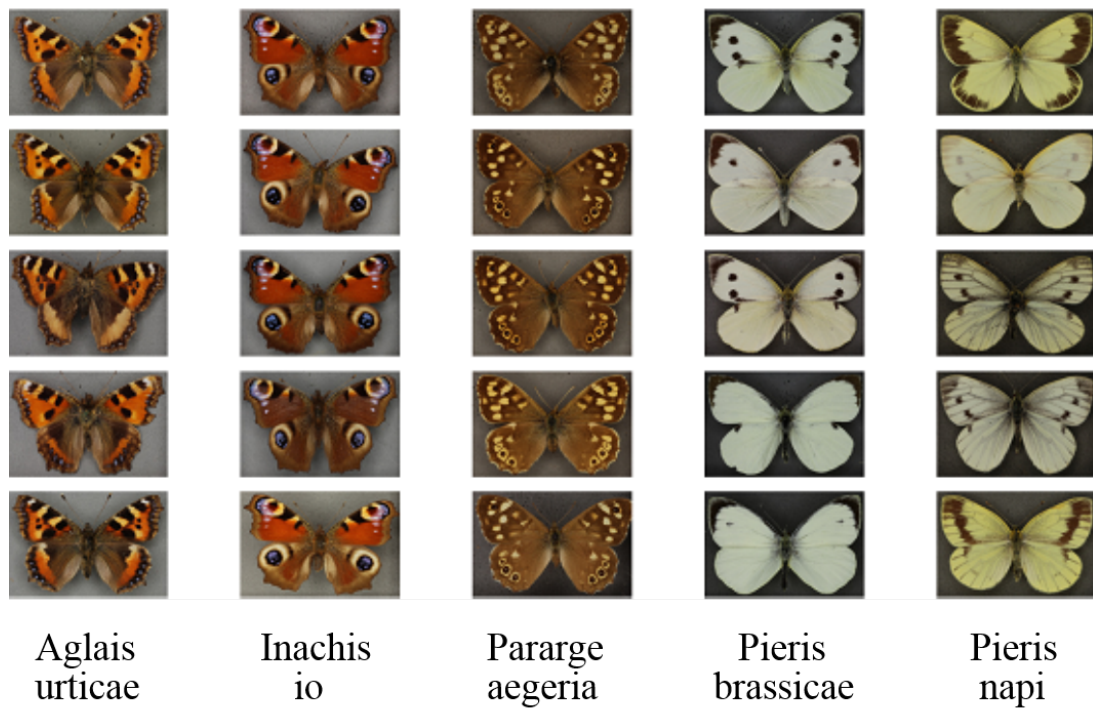 Aglais
urticae
Inachis
io
Pararge
aegeria
Pieris
brassicae
Pieris
napi